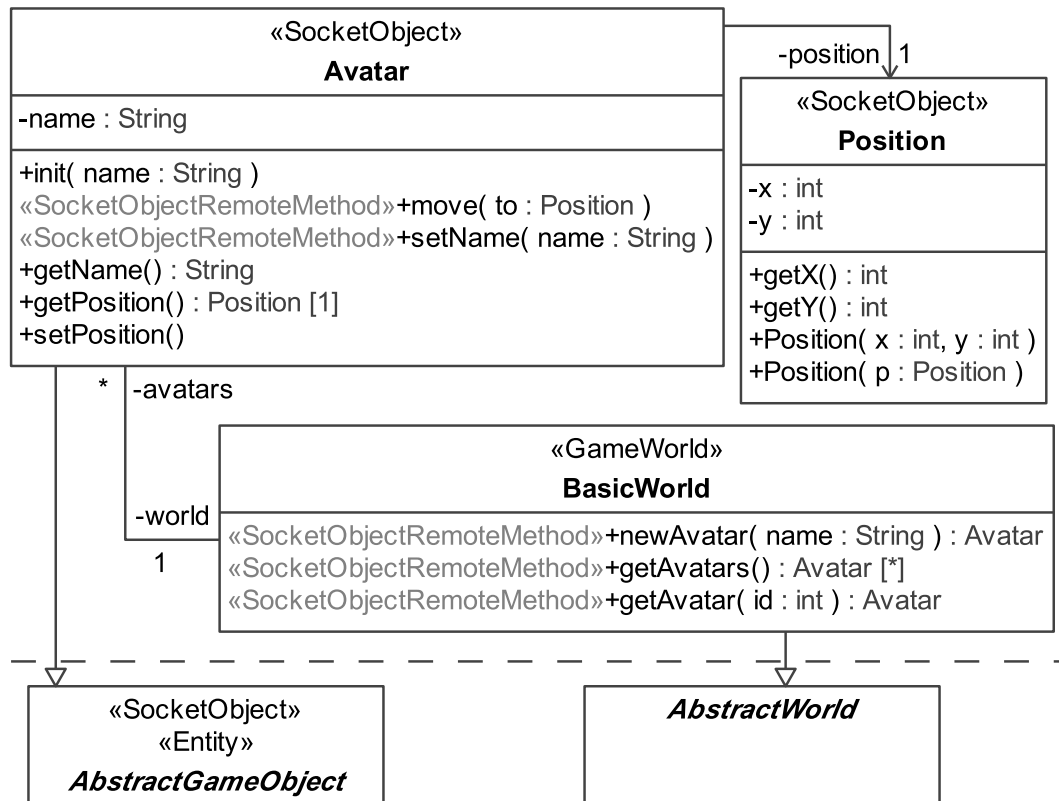 «SocketObject»
Avatar
-name : String
+init( name : String )
«SocketObjectRemoteMethod»+move( to : Position )
«SocketObjectRemoteMethod»+setName( name : String )
+getName() : String
+getPosition() : Position [1]
+setPosition()
-position 1
«SocketObject»
Position
-x : int
-y : int
+getX() : int
+getY() : int
+Position( x : int, y : int )
+Position( p : Position )
* -avatars
-world
1
«GameWorld»
BasicWorld
«SocketObjectRemoteMethod»+newAvatar( name : String ) : Avatar
«SocketObjectRemoteMethod»+getAvatars() : Avatar [*]
«SocketObjectRemoteMethod»+getAvatar( id : int ) : Avatar
«SocketObject»
«Entity»
AbstractGameObject
AbstractWorld